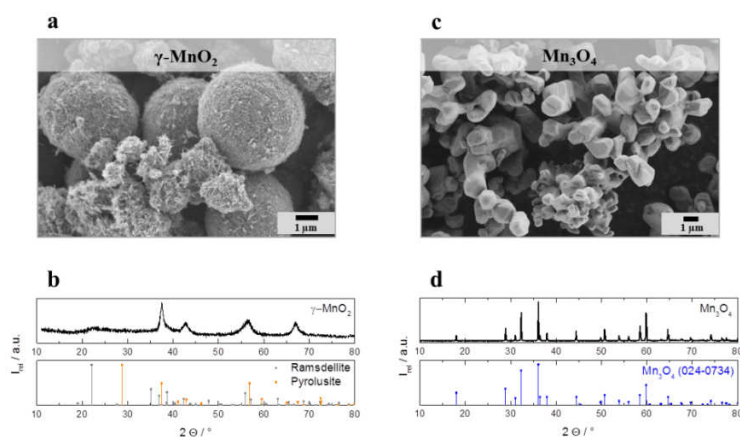 a
γ-MnO₂
1 µm
c
Mn₃O₄
1 µm
b
γ–MnO₂
I_rel / a.u.
10 20 30 40 50 60 70 80
Ramsdellite
Pyrolusite
10 20 30 40 50 60 70 80
2 Θ / °
d
Mn₃O₄
I_rel / a.u.
10 20 30 40 50 60 70 80
Mn₃O₄ (024-0734)
10 20 30 40 50 60 70 80
2 Θ / °